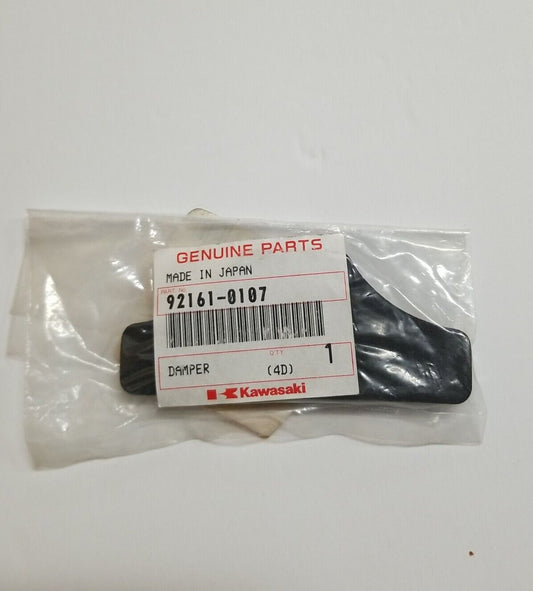 GENUINE PARTS
MADE IN JAPAN
PART No.
92161-0107
Q'TY
DAMPER (4D) 1
Kawasaki